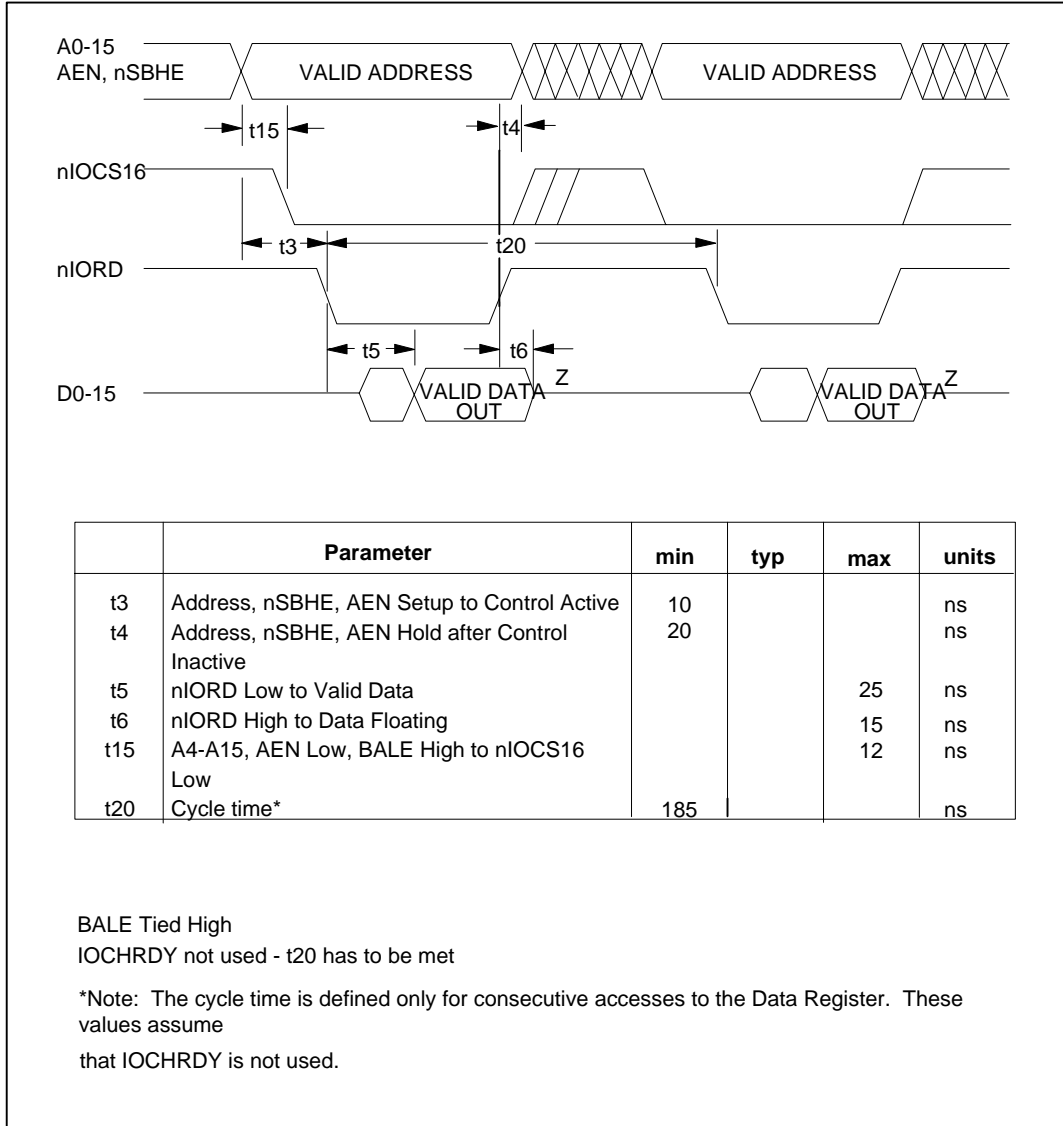 A0-15
AEN, nSBHE
VALID ADDRESS
VALID ADDRESS
t15
t4
nIOCS16
t3
t20
nIORD
t5
t6
D0-15
VALID DATA
OUT
Z
VALID DATA
OUT
Z
Parameter min typ max units
t3 Address, nSBHE, AEN Setup to Control Active 10 ns
t4 Address, nSBHE, AEN Hold after Control 20 ns
Inactive
t5 nIORD Low to Valid Data 25 ns
t6 nIORD High to Data Floating 15 ns
t15 A4-A15, AEN Low, BALE High to nIOCS16 12 ns
Low
t20 Cycle time* 185 ns
BALE Tied High
IOCHRDY not used - t20 has to be met
*Note: The cycle time is defined only for consecutive accesses to the Data Register. These
values assume
that IOCHRDY is not used.